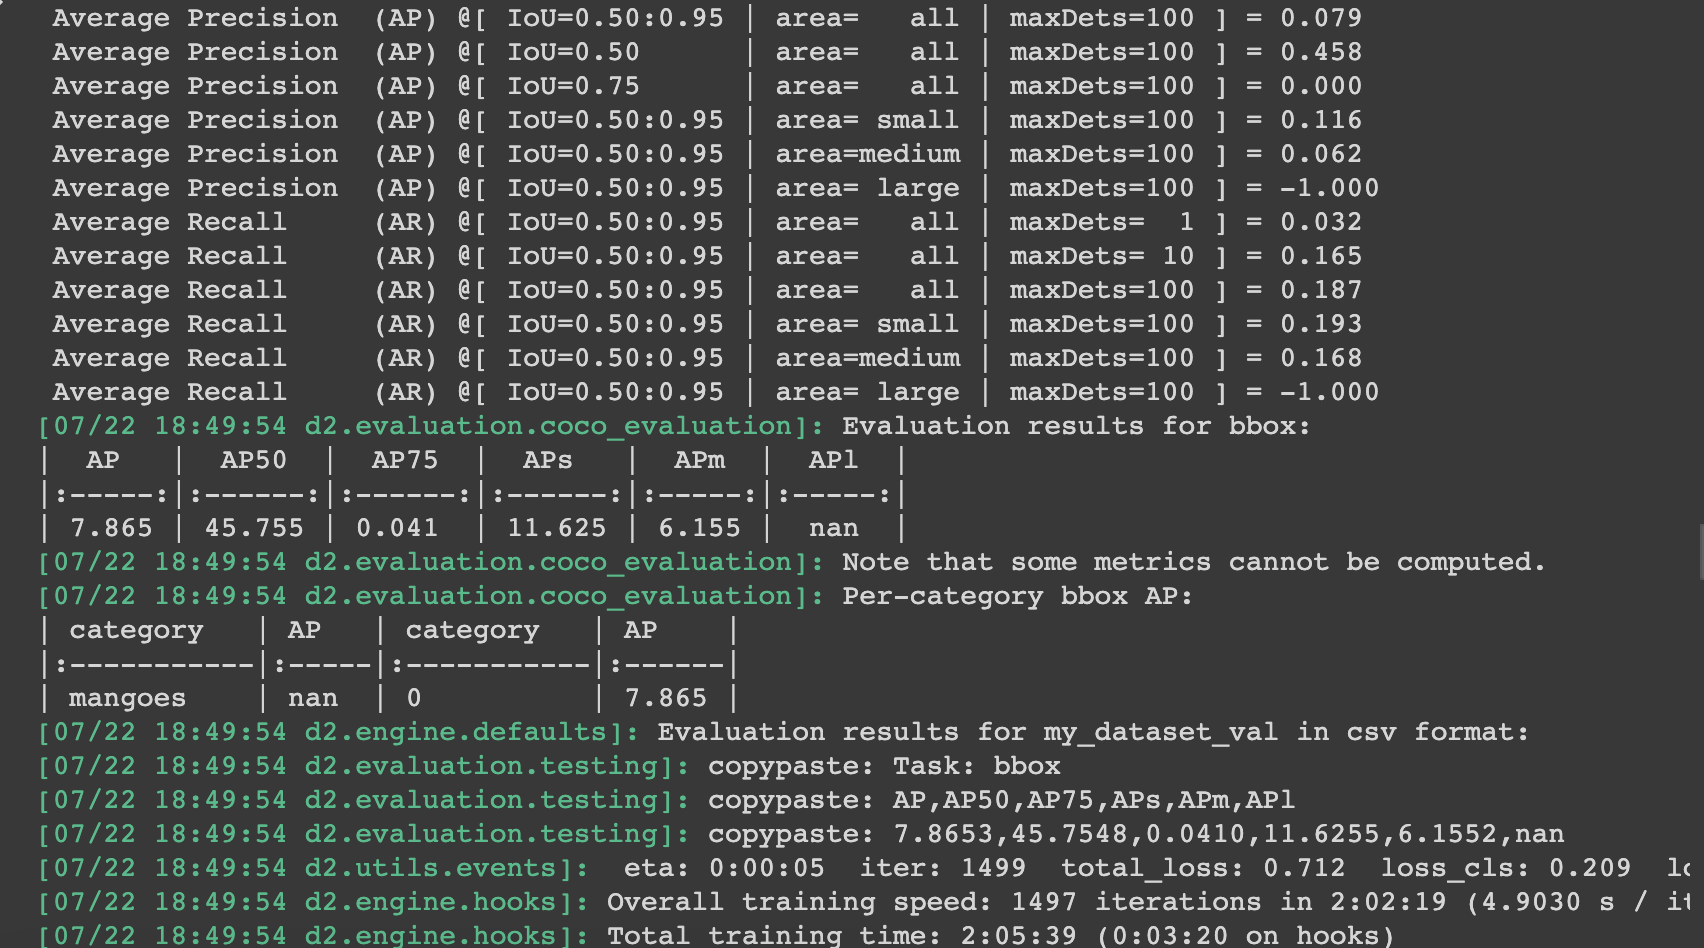 Average Precision  (AP) @[ IoU=0.50:0.95 | area=   all | maxDets=100 ] = 0.079
Average Precision  (AP) @[ IoU=0.50      | area=   all | maxDets=100 ] = 0.458
Average Precision  (AP) @[ IoU=0.75      | area=   all | maxDets=100 ] = 0.000
Average Precision  (AP) @[ IoU=0.50:0.95 | area= small | maxDets=100 ] = 0.116
Average Precision  (AP) @[ IoU=0.50:0.95 | area=medium | maxDets=100 ] = 0.062
Average Precision  (AP) @[ IoU=0.50:0.95 | area= large | maxDets=100 ] = -1.000
Average Recall     (AR) @[ IoU=0.50:0.95 | area=   all | maxDets=  1 ] = 0.032
Average Recall     (AR) @[ IoU=0.50:0.95 | area=   all | maxDets= 10 ] = 0.165
Average Recall     (AR) @[ IoU=0.50:0.95 | area=   all | maxDets=100 ] = 0.187
Average Recall     (AR) @[ IoU=0.50:0.95 | area= small | maxDets=100 ] = 0.193
Average Recall     (AR) @[ IoU=0.50:0.95 | area=medium | maxDets=100 ] = 0.168
Average Recall     (AR) @[ IoU=0.50:0.95 | area= large | maxDets=100 ] = -1.000
[07/22 18:49:54 d2.evaluation.coco_evaluation]: Evaluation results for bbox:
|  AP   |  AP50  |  AP75  |  APs   |  APm  |  APl  |
|:-----:|:------:|:------:|:------:|:-----:|:-----:|
| 7.865 | 45.755 | 0.041  | 11.625 | 6.155 |  nan  |
[07/22 18:49:54 d2.evaluation.coco_evaluation]: Note that some metrics cannot be computed.
[07/22 18:49:54 d2.evaluation.coco_evaluation]: Per-category bbox AP:
| category   | AP   | category   | AP    |
|:-----------|:-----|:-----------|:------|
| mangoes    | nan  | 0          | 7.865 |
[07/22 18:49:54 d2.engine.defaults]: Evaluation results for my_dataset_val in csv format:
[07/22 18:49:54 d2.evaluation.testing]: copypaste: Task: bbox
[07/22 18:49:54 d2.evaluation.testing]: copypaste: AP,AP50,AP75,APs,APm,APl
[07/22 18:49:54 d2.evaluation.testing]: copypaste: 7.8653,45.7548,0.0410,11.6255,6.1552,nan
[07/22 18:49:54 d2.utils.events]:  eta: 0:00:05  iter: 1499  total_loss: 0.712  loss_cls: 0.209
[07/22 18:49:54 d2.engine.hooks]: Overall training speed: 1497 iterations in 2:02:19 (4.9030 s /
[07/22 18:49:54 d2.engine.hooks]: Total training time: 2:05:39 (0:03:20 on hooks)